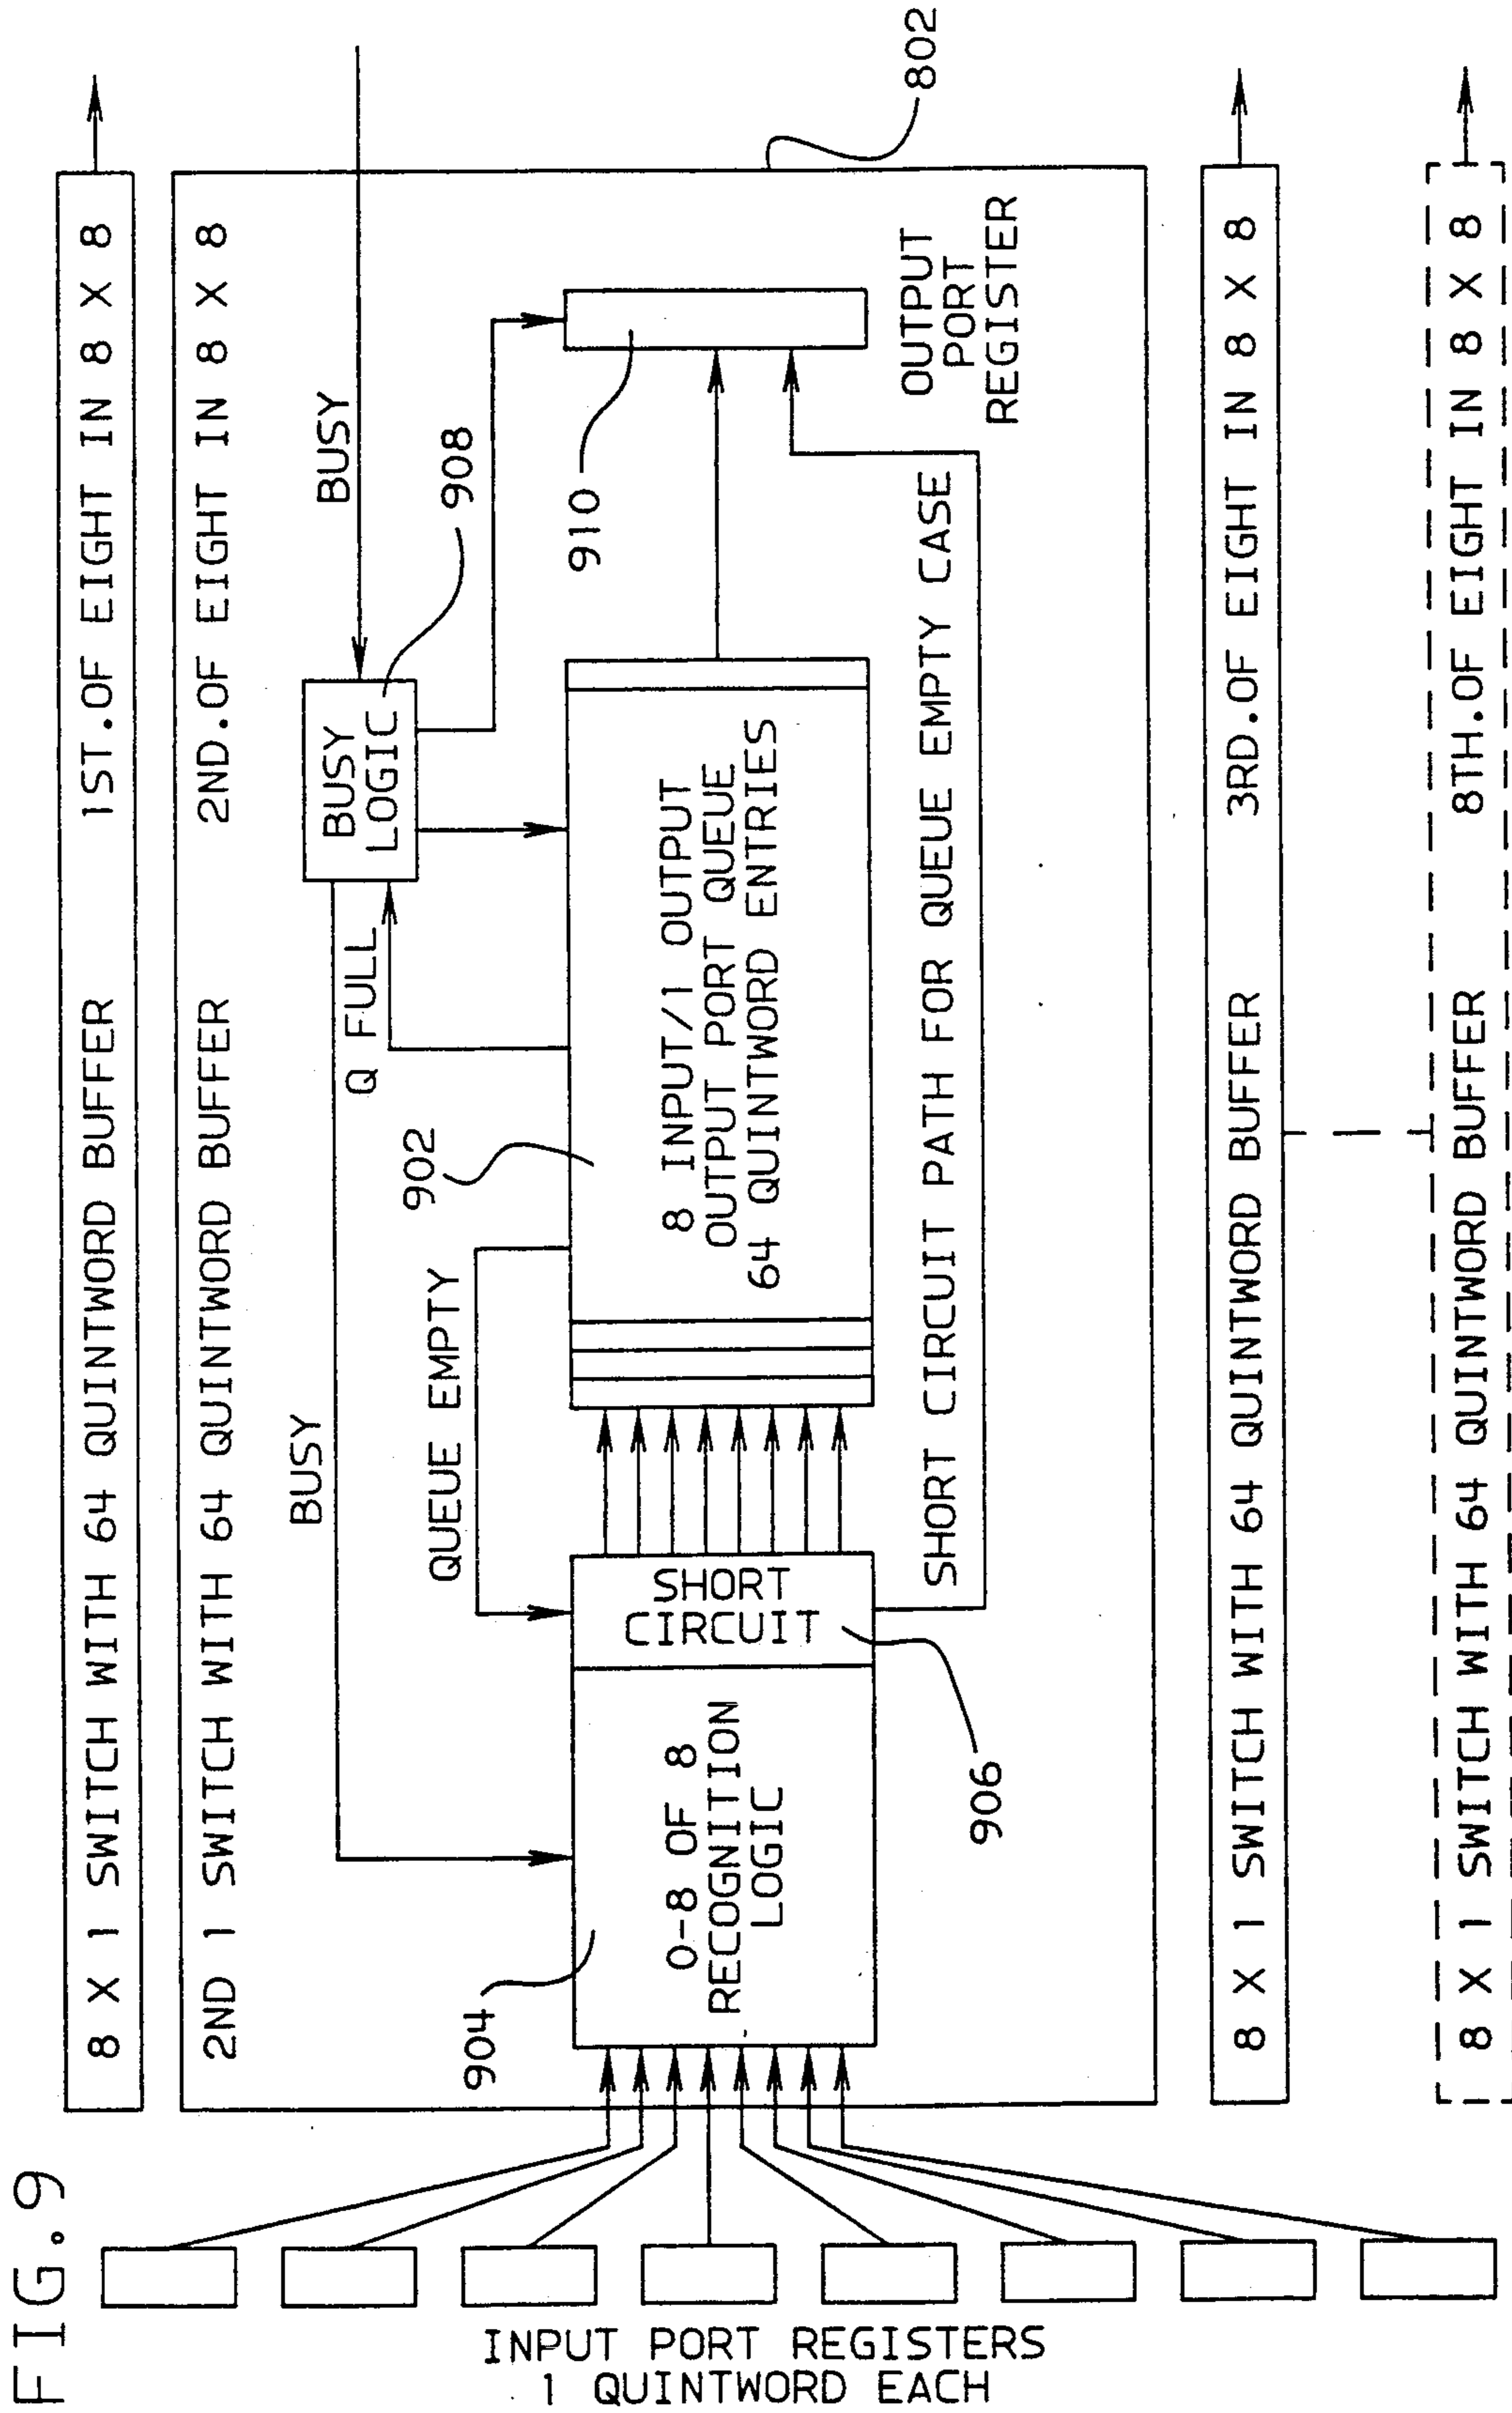 FIG.9
8 X 1 SWITCH WITH 64 QUINTWORD BUFFER 1ST.OF EIGHT IN 8 X 8
2ND 1 SWITCH WITH 64 QUINTWORD BUFFER 2ND.OF EIGHT IN 8 X 8
BUSY
BUSY
Q FULL
BUSY
LOGIC
908
QUEUE EMPTY
902
904
910
0-8 OF 8
RECOGNITION
LOGIC
SHORT
CIRCUIT
8 INPUT/1 OUTPUT
OUTPUT PORT QUEUE
64 QUINTWORD ENTRIES
OUTPUT
PORT
REGISTER
802
906
SHORT CIRCUIT PATH FOR QUEUE EMPTY CASE
INPUT PORT REGISTERS
1 QUINTWORD EACH
8 X 1 SWITCH WITH 64 QUINTWORD BUFFER 3RD.OF EIGHT IN 8 X 8
8 X 1 SWITCH WITH 64 QUINTWORD BUFFER 8TH.OF EIGHT IN 8 X 8